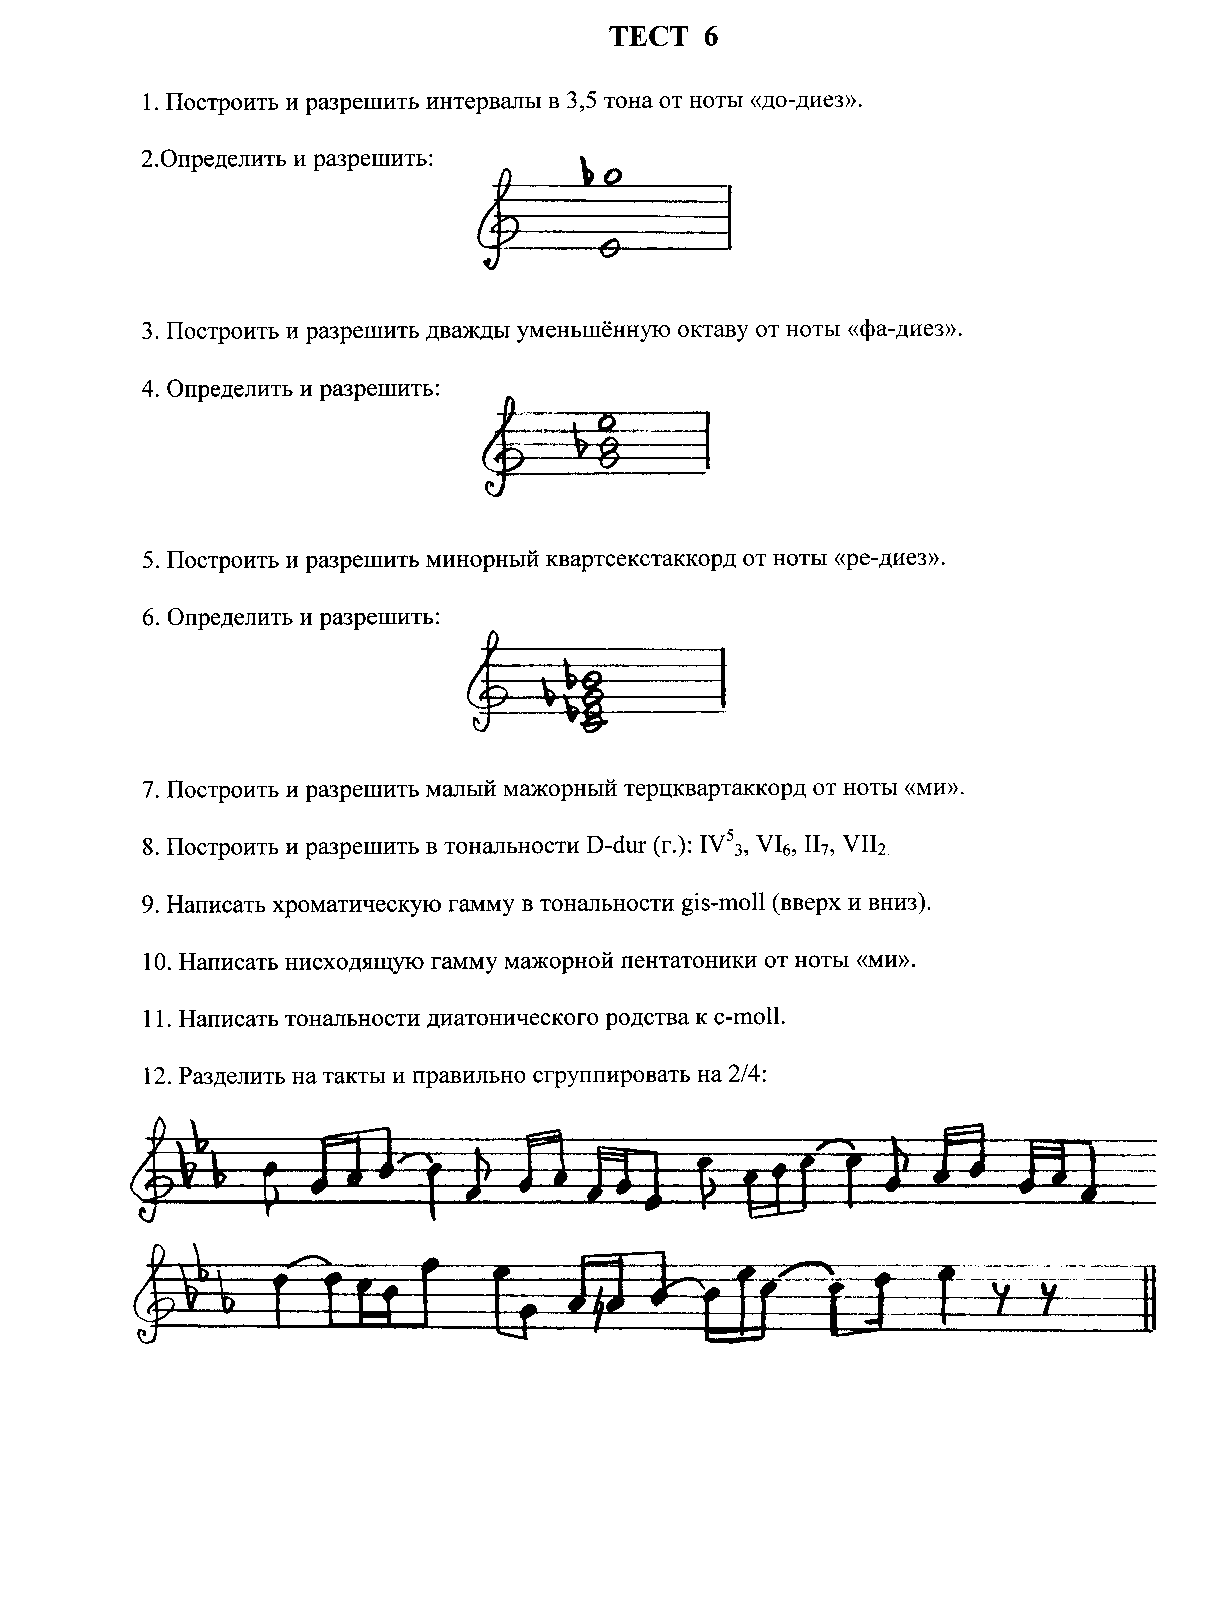 ТЕСТ 6
1. Построить и разрешить интервалы в 3,5 тона от ноты «до-диез».
2.Определить и разрешить:
3. Построить и разрешить дважды уменьшённую октаву от ноты «фа-диез».
4. Определить и разрешить:
5. Построить и разрешить минорный квартсекстаккорд от ноты «ре-диез».
6. Определить и разрешить:
7. Построить и разрешить малый мажорный терцквартаккорд от ноты «ми».
8. Построить и разрешить в тональности D-dur (г.): IV⁵₃, VI₆, II₇, VII₂.
9. Написать хроматическую гамму в тональности gis-moll (вверх и вниз).
10. Написать нисходящую гамму мажорной пентатоники от ноты «ми».
11. Написать тональности диатонического родства к c-moll.
12. Разделить на такты и правильно сгруппировать на 2/4: